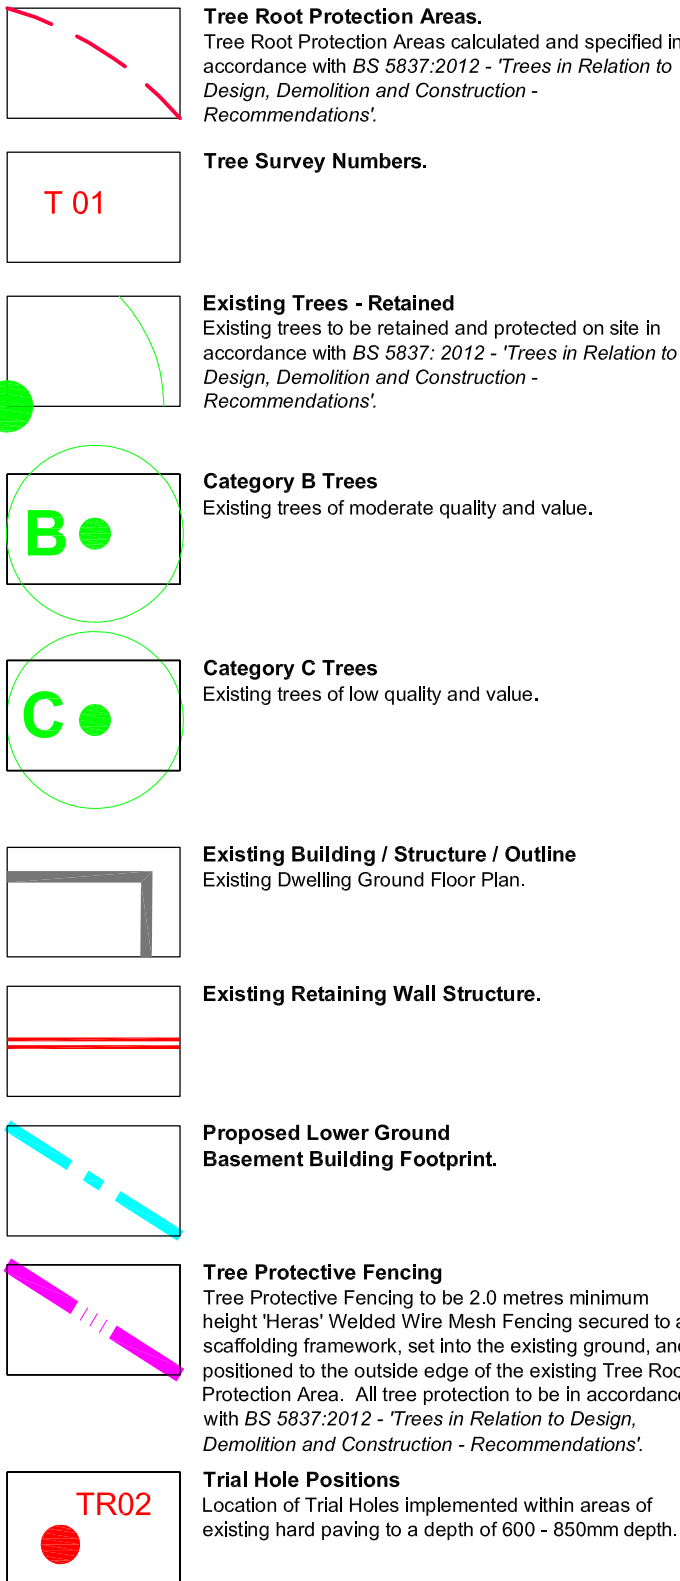 Tree Root Protection Areas.
Tree Root Protection Areas calculated and specified in
accordance with BS 5837:2012 - 'Trees in Relation to
Design, Demolition and Construction -
Recommendations'.
T 01
Tree Survey Numbers.
Existing Trees - Retained
Existing trees to be retained and protected on site in
accordance with BS 5837: 2012 - 'Trees in Relation to
Design, Demolition and Construction -
Recommendations'.
B
Category B Trees
Existing trees of moderate quality and value.
C
Category C Trees
Existing trees of low quality and value.
Existing Building / Structure / Outline
Existing Dwelling Ground Floor Plan.
Existing Retaining Wall Structure.
Proposed Lower Ground
Basement Building Footprint.
Tree Protective Fencing
Tree Protective Fencing to be 2.0 metres minimum
height 'Heras' Welded Wire Mesh Fencing secured to a
scaffolding framework, set into the existing ground, and
positioned to the outside edge of the existing Tree Roo
Protection Area. All tree protection to be in accordance
with BS 5837:2012 - 'Trees in Relation to Design,
Demolition and Construction - Recommendations'.
TR02
Trial Hole Positions
Location of Trial Holes implemented within areas of
existing hard paving to a depth of 600 - 850mm depth.